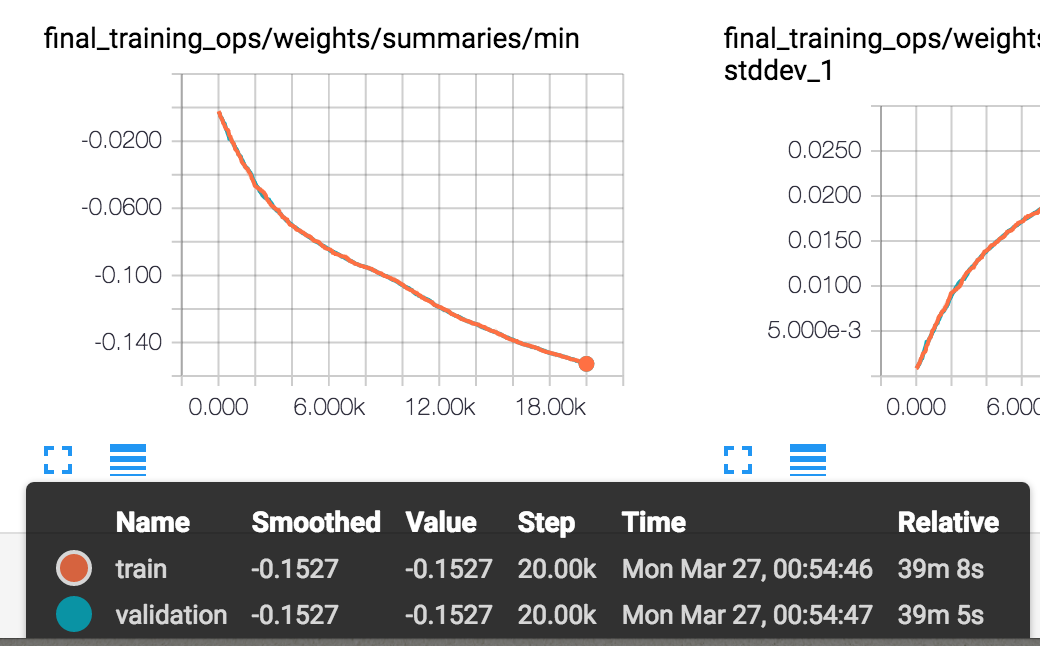 final_training_ops/weights/summaries/min
-0.0200
-0.0600
-0.100
-0.140
0.000 6.000k 12.00k 18.00k
final_training_ops/weights
stddev_1
0.0250
0.0200
0.0150
0.0100
5.000e-3
0.000 6.000
Name Smoothed Value Step Time Relative
train -0.1527 -0.1527 20.00k Mon Mar 27, 00:54:46 39m 8s
validation -0.1527 -0.1527 20.00k Mon Mar 27, 00:54:47 39m 5s